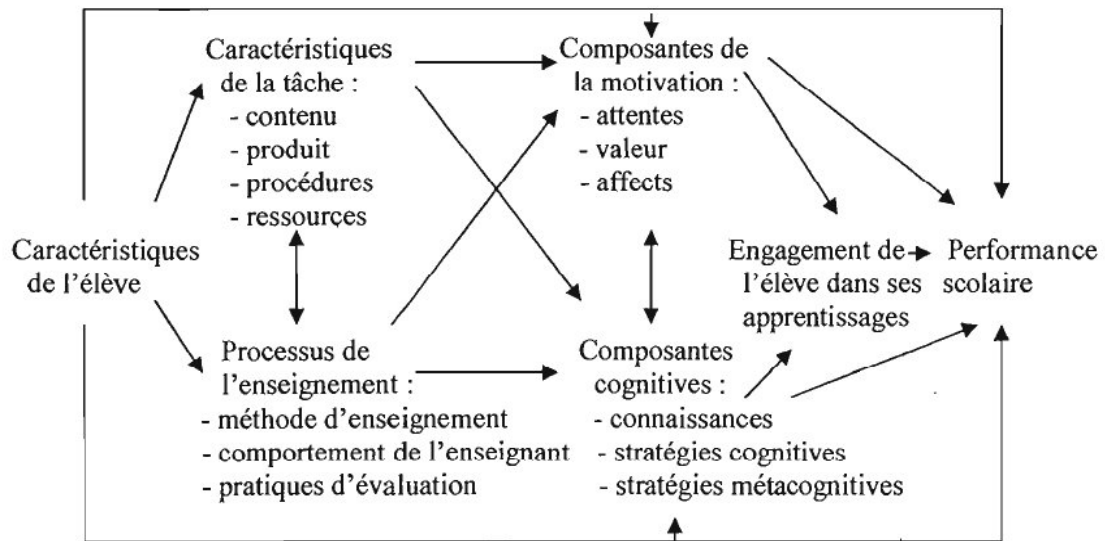 Caractéristiques
de la tâche :
- contenu
- produit
- procédures
- ressources
Composantes de
la motivation :
- attentes
- valeur
- affects
Caractéristiques
de l'élève
Engagement de
l'élève dans ses
apprentissages
Performance
scolaire
Processus de
l'enseignement :
- méthode d'enseignement
- comportement de l'enseignant
- pratiques d'évaluation
Composantes
cognitives :
- connaissances
- stratégies cognitives
- stratégies métacognitives